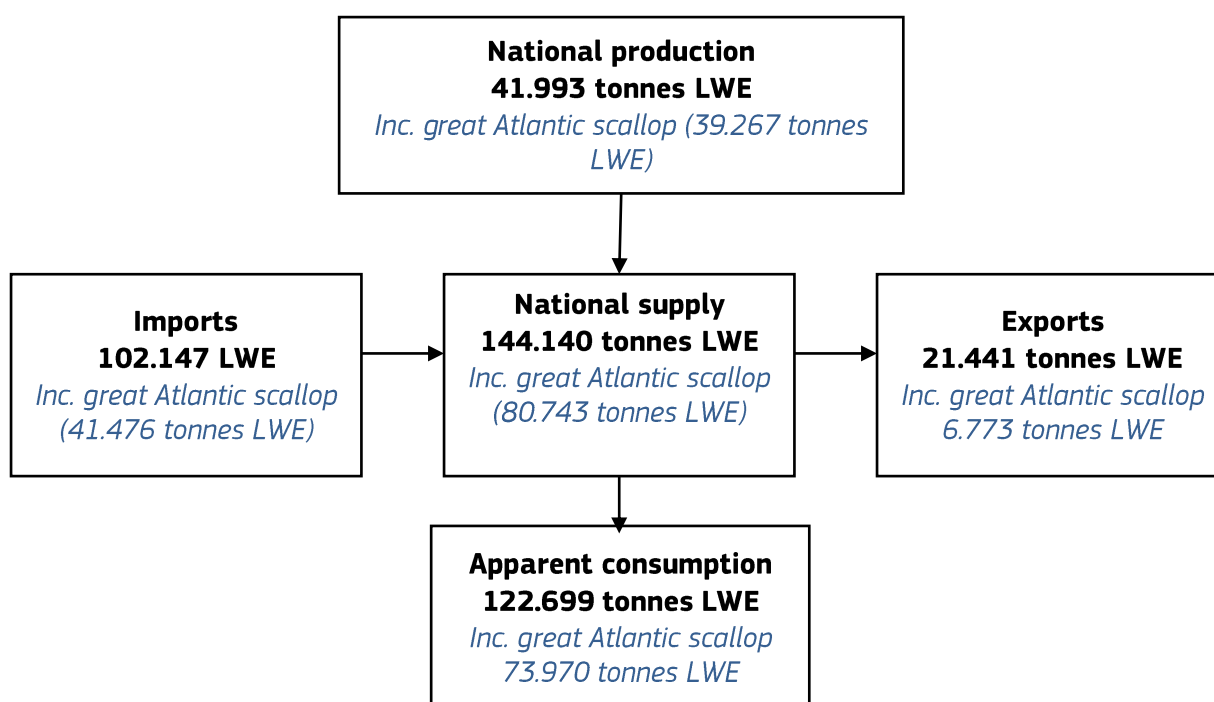 National production
41.993 tonnes LWE
Inc. great Atlantic scallop (39.267 tonnes
LWE)
Imports
102.147 LWE
Inc. great Atlantic scallop
(41.476 tonnes LWE)
National supply
144.140 tonnes LWE
Inc. great Atlantic scallop
(80.743 tonnes LWE)
Exports
21.441 tonnes LWE
Inc. great Atlantic scallop
6.773 tonnes LWE
Apparent consumption
122.699 tonnes LWE
Inc. great Atlantic scallop
73.970 tonnes LWE